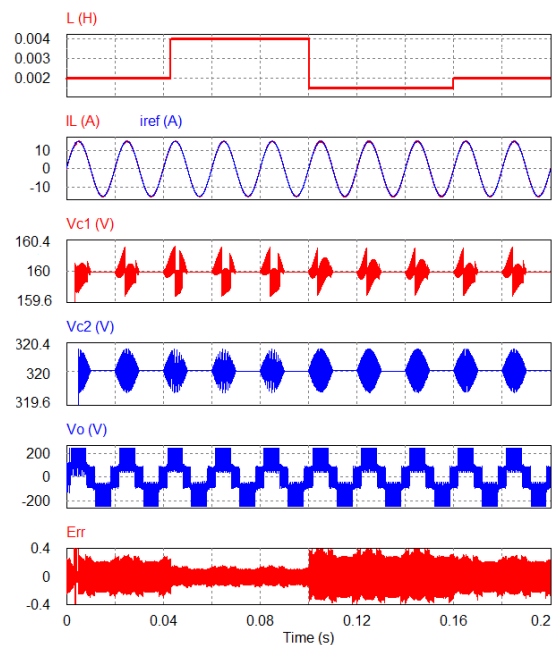 L (H)
0.004
0.003
0.002
IL (A) iref (A)
10
0
-10
Vc1 (V)
160.4
160
159.6
Vc2 (V)
320.4
320
319.6
Vo (V)
200
0
-200
Err
0.4
0
-0.4
0 0.04 0.08 0.12 0.16 0.2
Time (s)